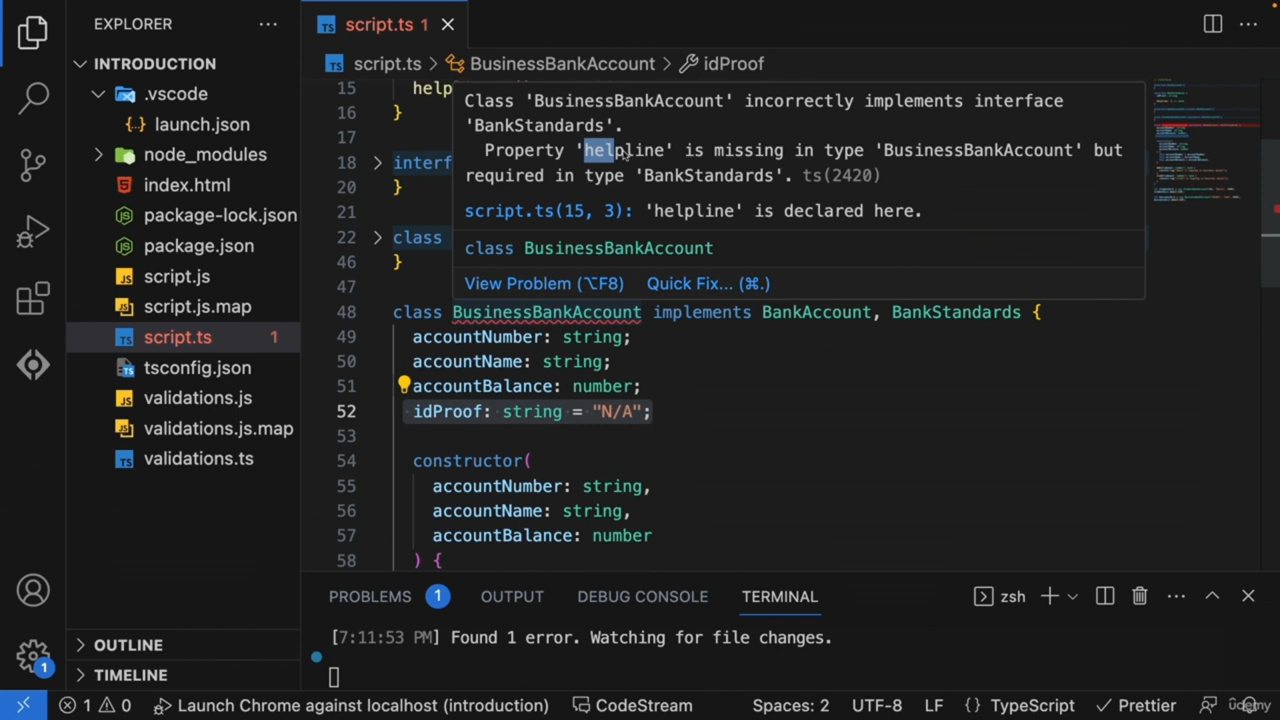 EXPLORER
INTRODUCTION
.vscode
launch.json
node_modules
index.html
package-lock.json
package.json
script.js
script.js.map
script.ts 1
tsconfig.json
validations.js
validations.js.map
validations.ts
OUTLINE
TIMELINE
1
script.ts 1
script.ts > BusinessBankAccount > idProof
15 help
16 }
17
18 interf
20 }
21
22 class
46 }
47
48 class BusinessBankAccount implements BankAccount, BankStandards {
49 accountNumber: string;
50 accountName: string;
51 accountBalance: number;
52 idProof: string = "N/A";
53
54 constructor(
55 accountNumber: string,
56 accountName: string,
57 accountBalance: number
58 ) {
lass 'BusinessBankAccount' incorrectly implements interface
'BankStandards'.
Property 'helpline' is missing in type 'BusinessBankAccount' but
quired in type 'BankStandards'. ts(2420)
script.ts(15, 3): 'helpline' is declared here.
class BusinessBankAccount
View Problem (⌥F8) Quick Fix... (⌘.)
PROBLEMS 1 OUTPUT DEBUG CONSOLE TERMINAL zsh
[7:11:53 PM] Found 1 error. Watching for file changes.
1 0 Launch Chrome against localhost (introduction) CodeStream Spaces: 2 UTF-8 LF {} TypeScript Prettier
udemy